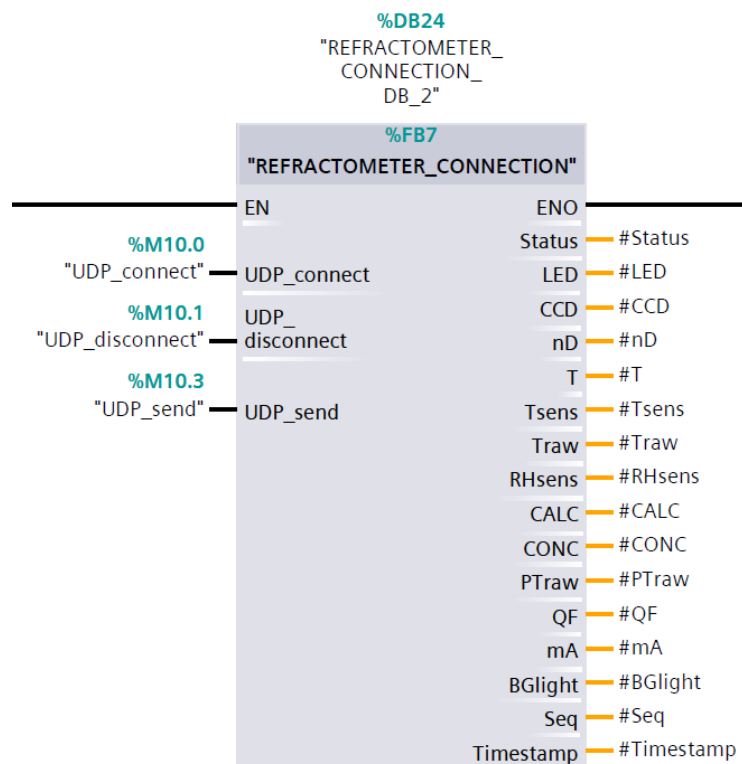 %DB24
"REFRACTOMETER_
CONNECTION_
DB_2"
%FB7
"REFRACTOMETER_CONNECTION"
EN ENO
Status #Status
%M10.0
"UDP_connect" UDP_connect LED #LED
CCD #CCD
%M10.1
"UDP_disconnect" UDP_
disconnect nD #nD
T #T
%M10.3
"UDP_send" UDP_send Tsens #Tsens
Traw #Traw
RHsens #RHsens
CALC #CALC
CONC #CONC
PTraw #PTraw
QF #QF
mA #mA
BGlight #BGlight
Seq #Seq
Timestamp #Timestamp